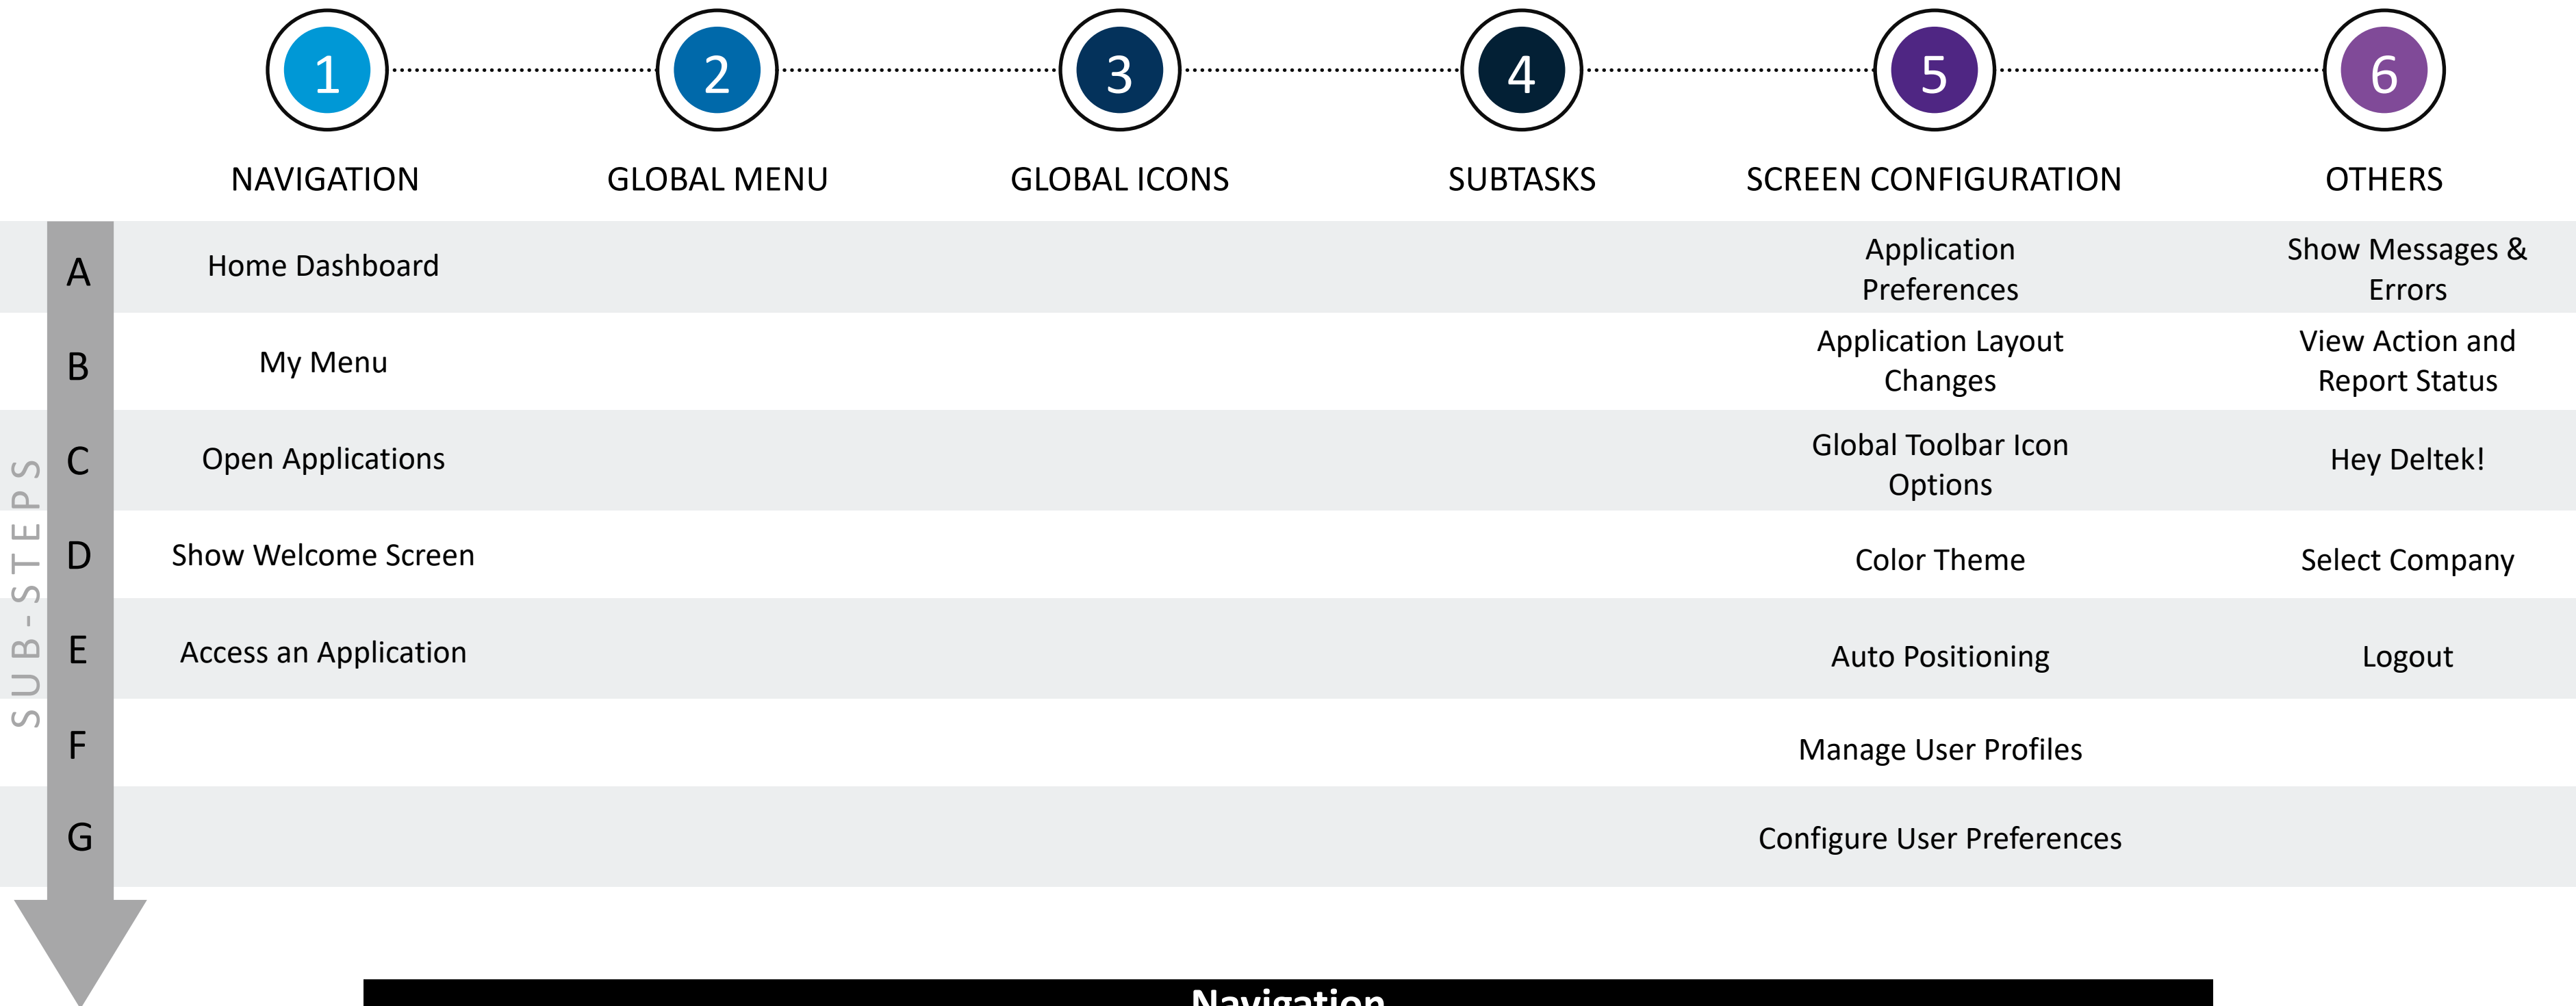 1 2 3 4 5 6
NAVIGATION GLOBAL MENU GLOBAL ICONS SUBTASKS SCREEN CONFIGURATION OTHERS
SUB-STEPS
A
Home Dashboard
Application
Preferences
Show Messages &
Errors
B
My Menu
Application Layout
Changes
View Action and
Report Status
C
Open Applications
Global Toolbar Icon
Options
Hey Deltek!
D
Show Welcome Screen
Color Theme
Select Company
E
Access an Application
Auto Positioning
Logout
F
Manage User Profiles
G
Configure User Preferences
Navigation